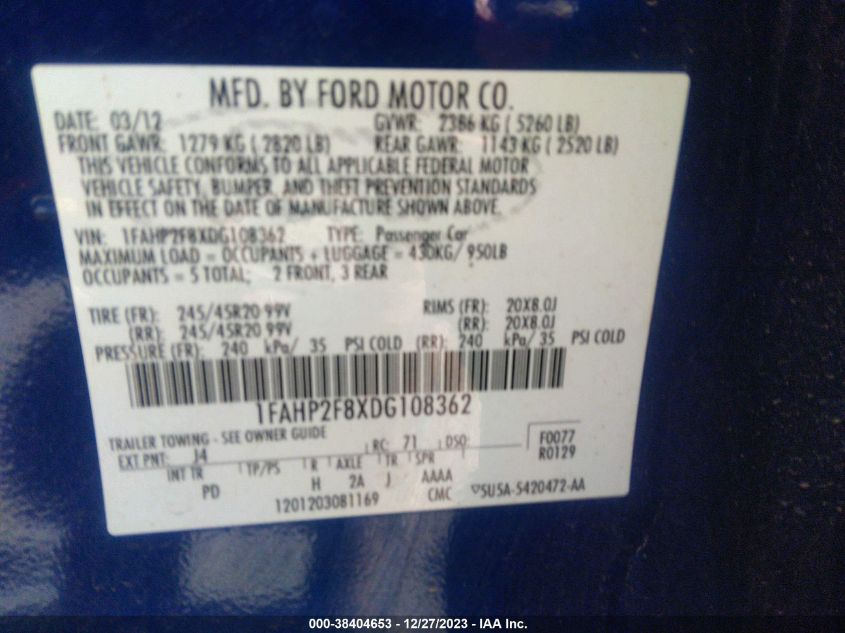 MFD. BY FORD MOTOR CO.
DATE: 03/12 GVWR: 2386 KG ( 5260 LB)
FRONT GAWR: 1279 KG ( 2820 LB) REAR GAWR: 1143 KG ( 2520 LB)
THIS VEHICLE CONFORMS TO ALL APPLICABLE FEDERAL MOTOR
VEHICLE SAFETY, BUMPER, AND THEFT PREVENTION STANDARDS
IN EFFECT ON THE DATE OF MANUFACTURE SHOWN ABOVE.
VIN: 1FAHP2F8XDG108362 TYPE: Passenger Car
MAXIMUM LOAD = OCCUPANTS + LUGGAGE = 430KG/ 950LB
OCCUPANTS = 5 TOTAL; 2 FRONT, 3 REAR
TIRE (FR): 245/45R20 99V RIMS (FR): 20X8.0J
(RR): 245/45R20 99V (RR): 20X8.0J
PRESSURE (FR): 240 kPa/ 35 PSI COLD (RR): 240 kPa/ 35 PSI COLD
1FAHP2F8XDG108362
TRAILER TOWING - SEE OWNER GUIDE
F0077
EXT PNT: J4 RC: 71 DSO: R0129
INT TR TP/PS R AXLE TR SPR
PD H 2A J AAAA
1201203081169 CMC 5U5A-5420472-AA
000-38404653 - 12/27/2023 - IAA Inc.